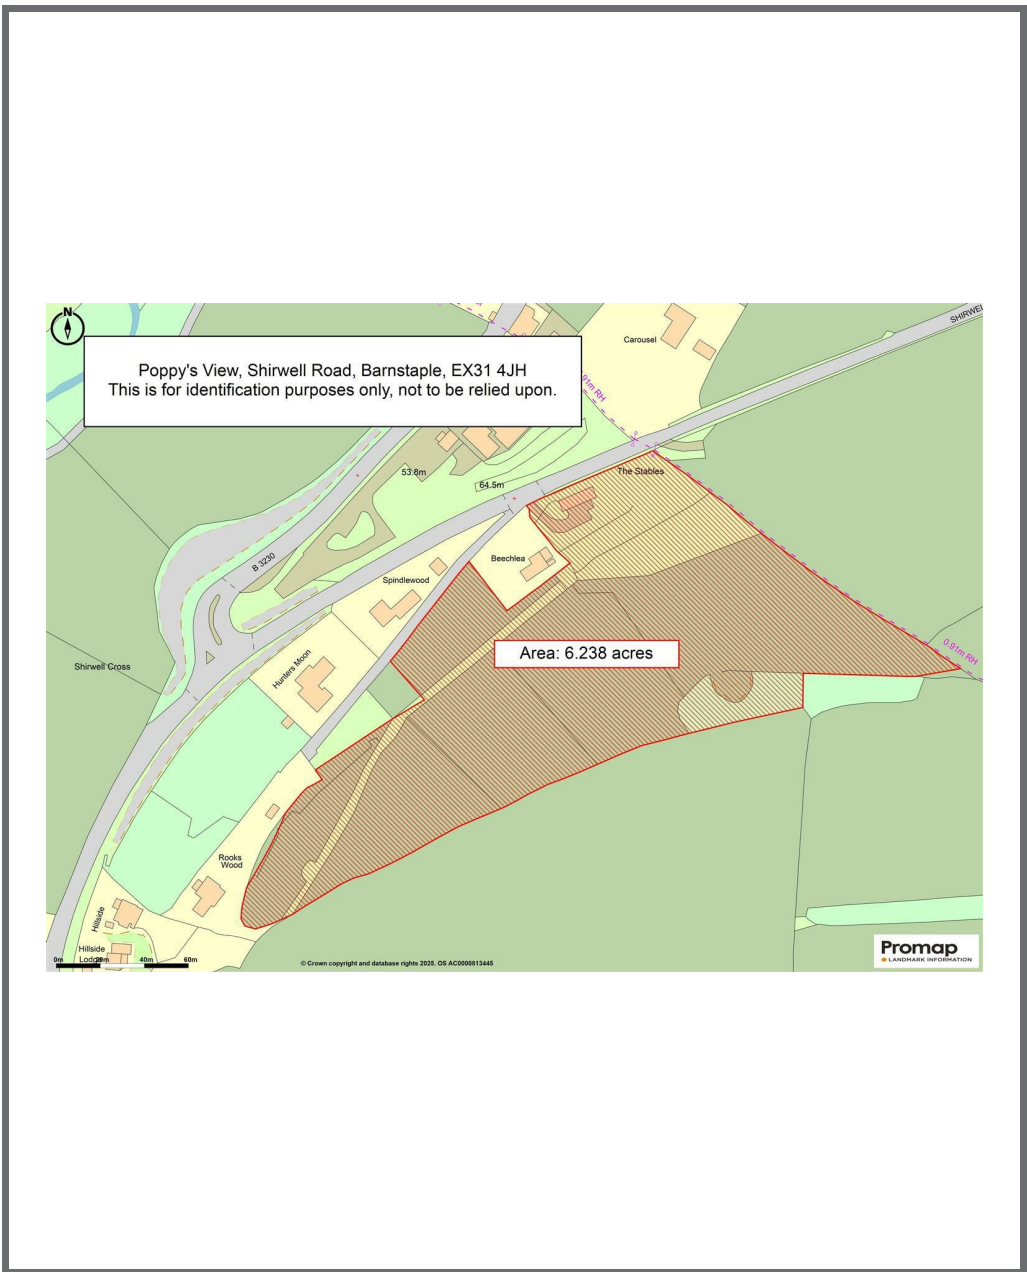 N
Poppy's View, Shirwell Road, Barnstaple, EX31 4JH
This is for identification purposes only, not to be relied upon.
Carousel
0.91m RH
53.8m
64.5m
The Stables
B 3230
Beechlea
Spindlewood
Area: 6.238 acres
0.91m RH
Shirwell Cross
Hunters Moon
Rooks
Wood
Hillside
Hillside
0m
40m
60m
© Crown copyright and database rights 2025. OS AC0000813445
Promap
LANDMARK INFORMATION